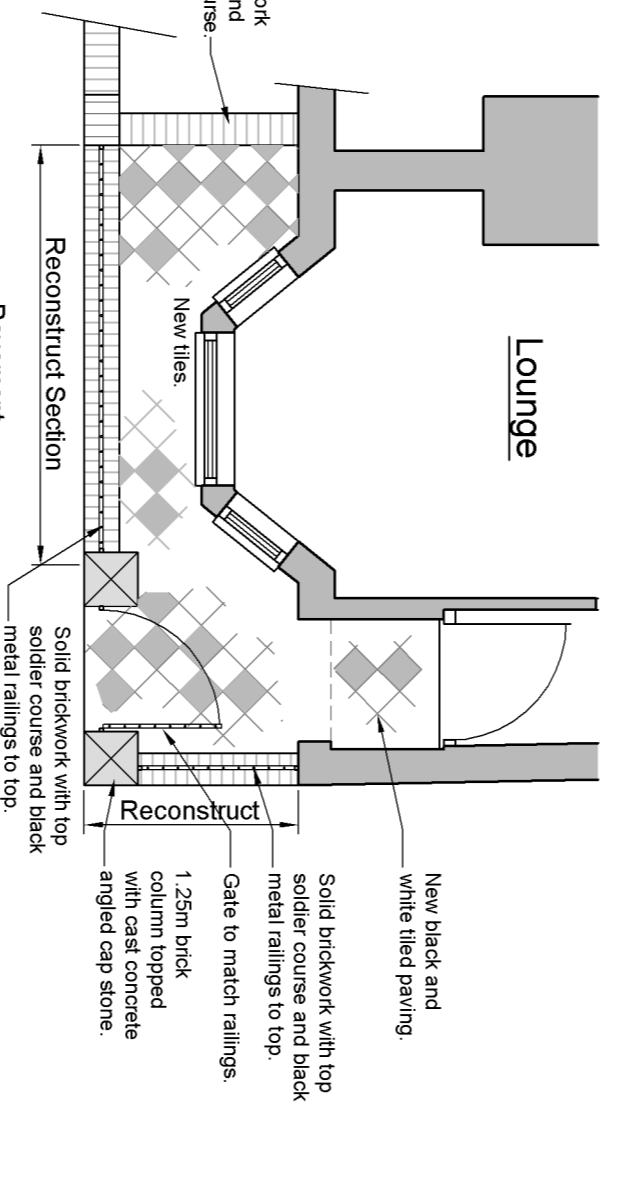 Lounge
New tiles.
Reconstruct Section
Solid brickwork with top
soldier course and black
metal railings to top.
Reconstruct
New black and
white tiled paving.
Solid brickwork with top
soldier course and black
metal railings to top.
Gate to match railings.
1.25m brick
column topped
with cast concrete
angled cap stone.